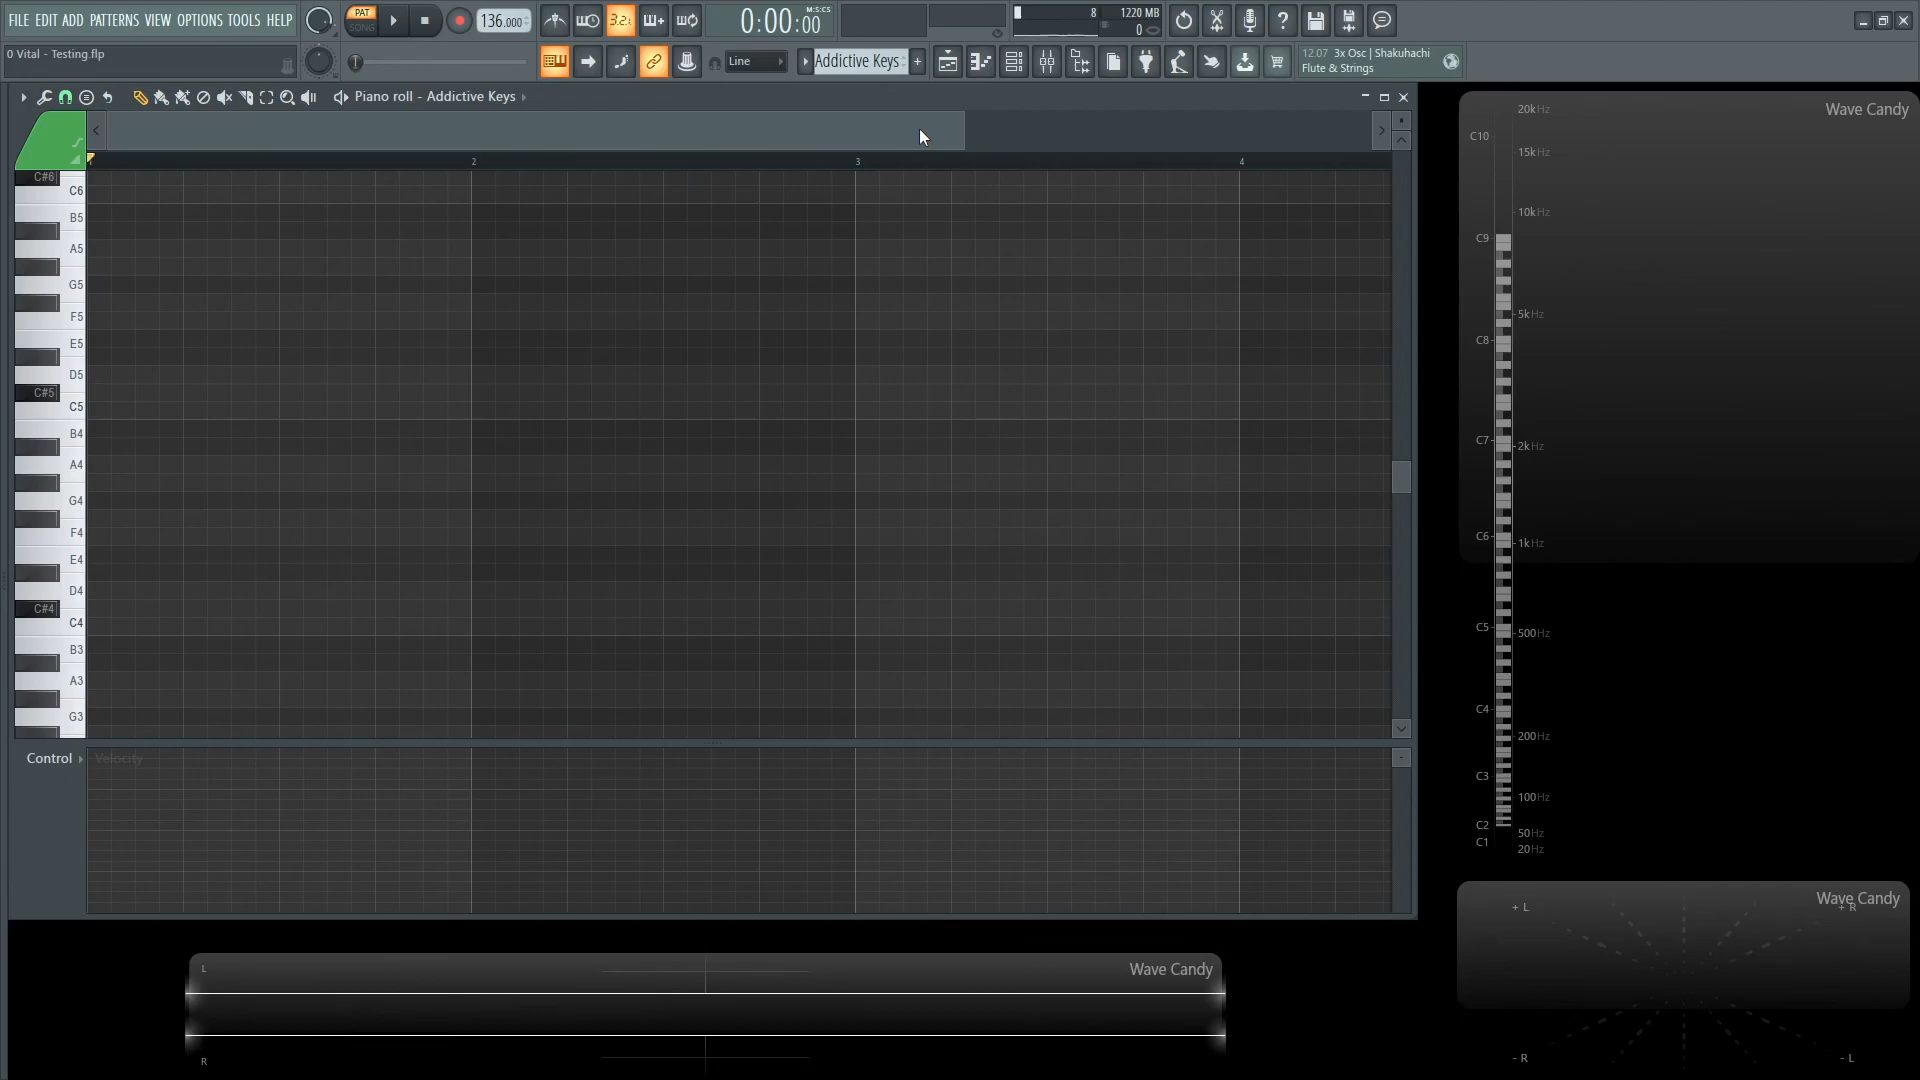 FILE EDIT ADD PATTERNS VIEW OPTIONS TOOLS HELP
PAT
SONG
136.000
3.2.
0:00:00
M:S:CS
8
1220 MB
0
0 Vital - Testing.flp
Line
Addictive Keys
12.07 3x Osc | Shakuhachi
Flute & Strings
Piano roll - Addictive Keys
2
3
4
C#6
C6
B5
A5
G5
F5
E5
D5
C#5
C5
B4
A4
G4
F4
E4
D4
C#4
C4
B3
A3
G3
Control
Velocity
Wave Candy
20kHz
C10
15kHz
10kHz
C9
5kHz
C8
C7
2kHz
C6
1kHz
C5
500Hz
C4
200Hz
C3
100Hz
C2
50Hz
C1
20Hz
Wave Candy
+ L
+ R
- R
- L
L
Wave Candy
R